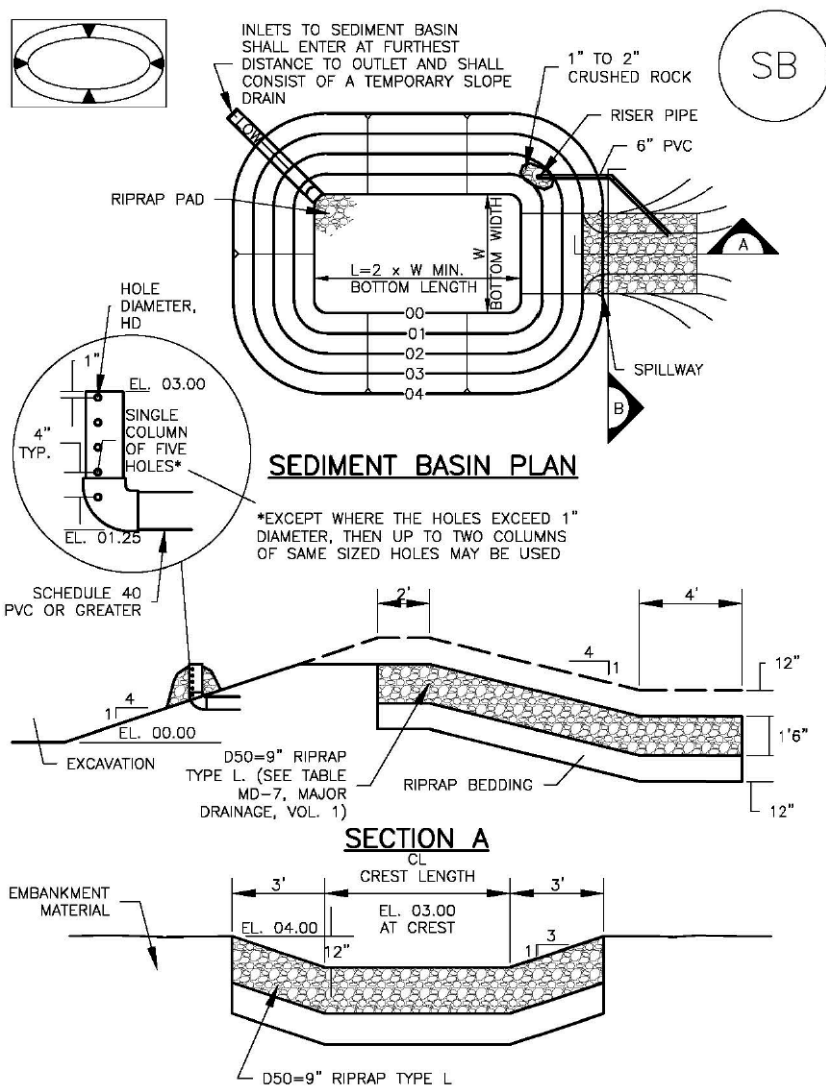 INLETS TO SEDIMENT BASIN
SHALL ENTER AT FURTHEST
DISTANCE TO OUTLET AND SHALL
CONSIST OF A TEMPORARY SLOPE
DRAIN
1" TO 2"
CRUSHED ROCK
SB
RISER PIPE
6" PVC
FLOW
RIPRAP PAD
W
BOTTOM WIDTH
L=2 x W MIN.
BOTTOM LENGTH
A
00
01
02
03
04
SPILLWAY
B
HOLE
DIAMETER,
HD
1"
EL. 03.00
4"
TYP.
SINGLE
COLUMN
OF FIVE
HOLES*
EL. 01.25
SEDIMENT BASIN PLAN
*EXCEPT WHERE THE HOLES EXCEED 1"
DIAMETER, THEN UP TO TWO COLUMNS
OF SAME SIZED HOLES MAY BE USED
SCHEDULE 40
PVC OR GREATER
2'
4'
4
1
12"
4
1
EL. 00.00
EXCAVATION
D50=9" RIPRAP
TYPE L. (SEE TABLE
MD-7, MAJOR
DRAINAGE, VOL. 1)
RIPRAP BEDDING
1'6"
12"
SECTION A
CL
CREST LENGTH
3'
3'
EMBANKMENT
MATERIAL
EL. 04.00
EL. 03.00
AT CREST
12"
3
1
D50=9" RIPRAP TYPE L